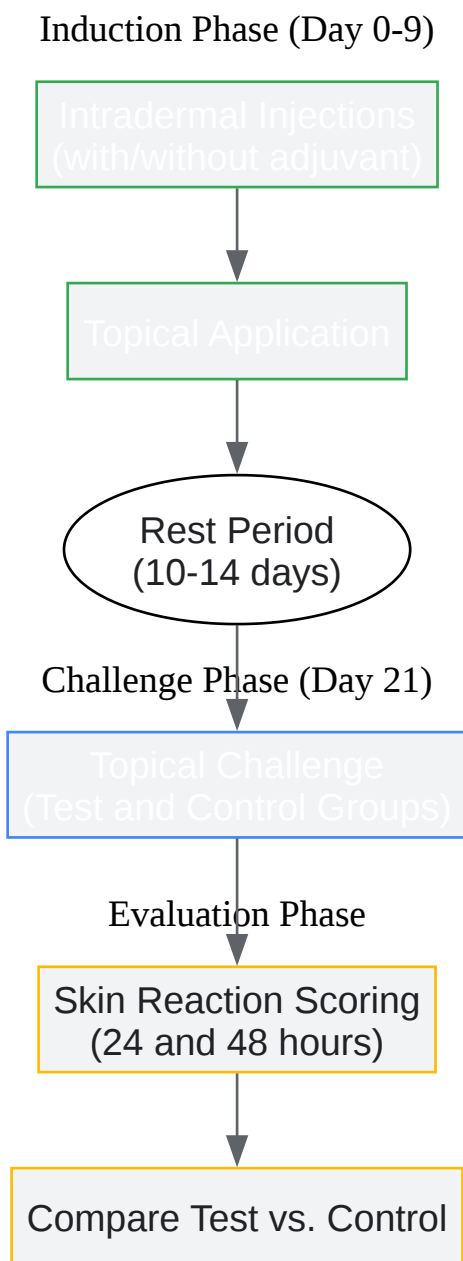 Induction Phase (Day 0-9)
Intradermal Injections
(with/without adjuvant)
Topical Application
Rest Period
(10-14 days)
Challenge Phase (Day 21)
Topical Challenge
(Test and Control Groups)
Evaluation Phase
Skin Reaction Scoring
(24 and 48 hours)
Compare Test vs. Control